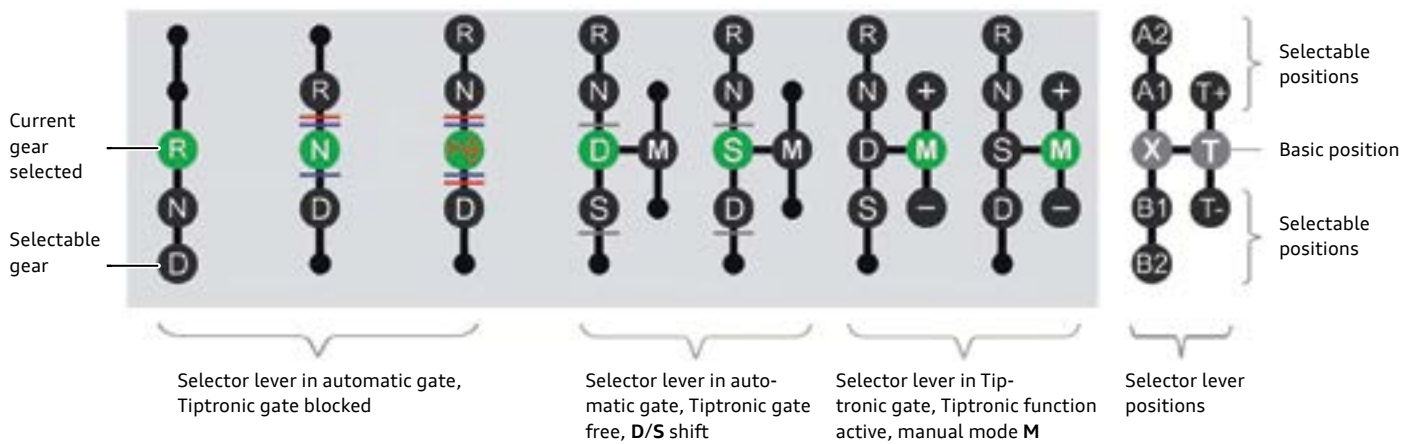 R R R R R A2
R N N N N + N + A1 T+
R N D M S M D M S M X T
N D D S D S – D – B1 T-
D B2
Current
gear
selected
Selectable
gear
Selectable
positions
Basic position
Selectable
positions
Selector lever in automatic gate,
Tiptronic gate blocked
Selector lever in auto-
matic gate, Tiptronic gate
free, D/S shift
Selector lever in Tip-
tronic gate, Tiptronic function
active, manual mode M
Selector lever
positions